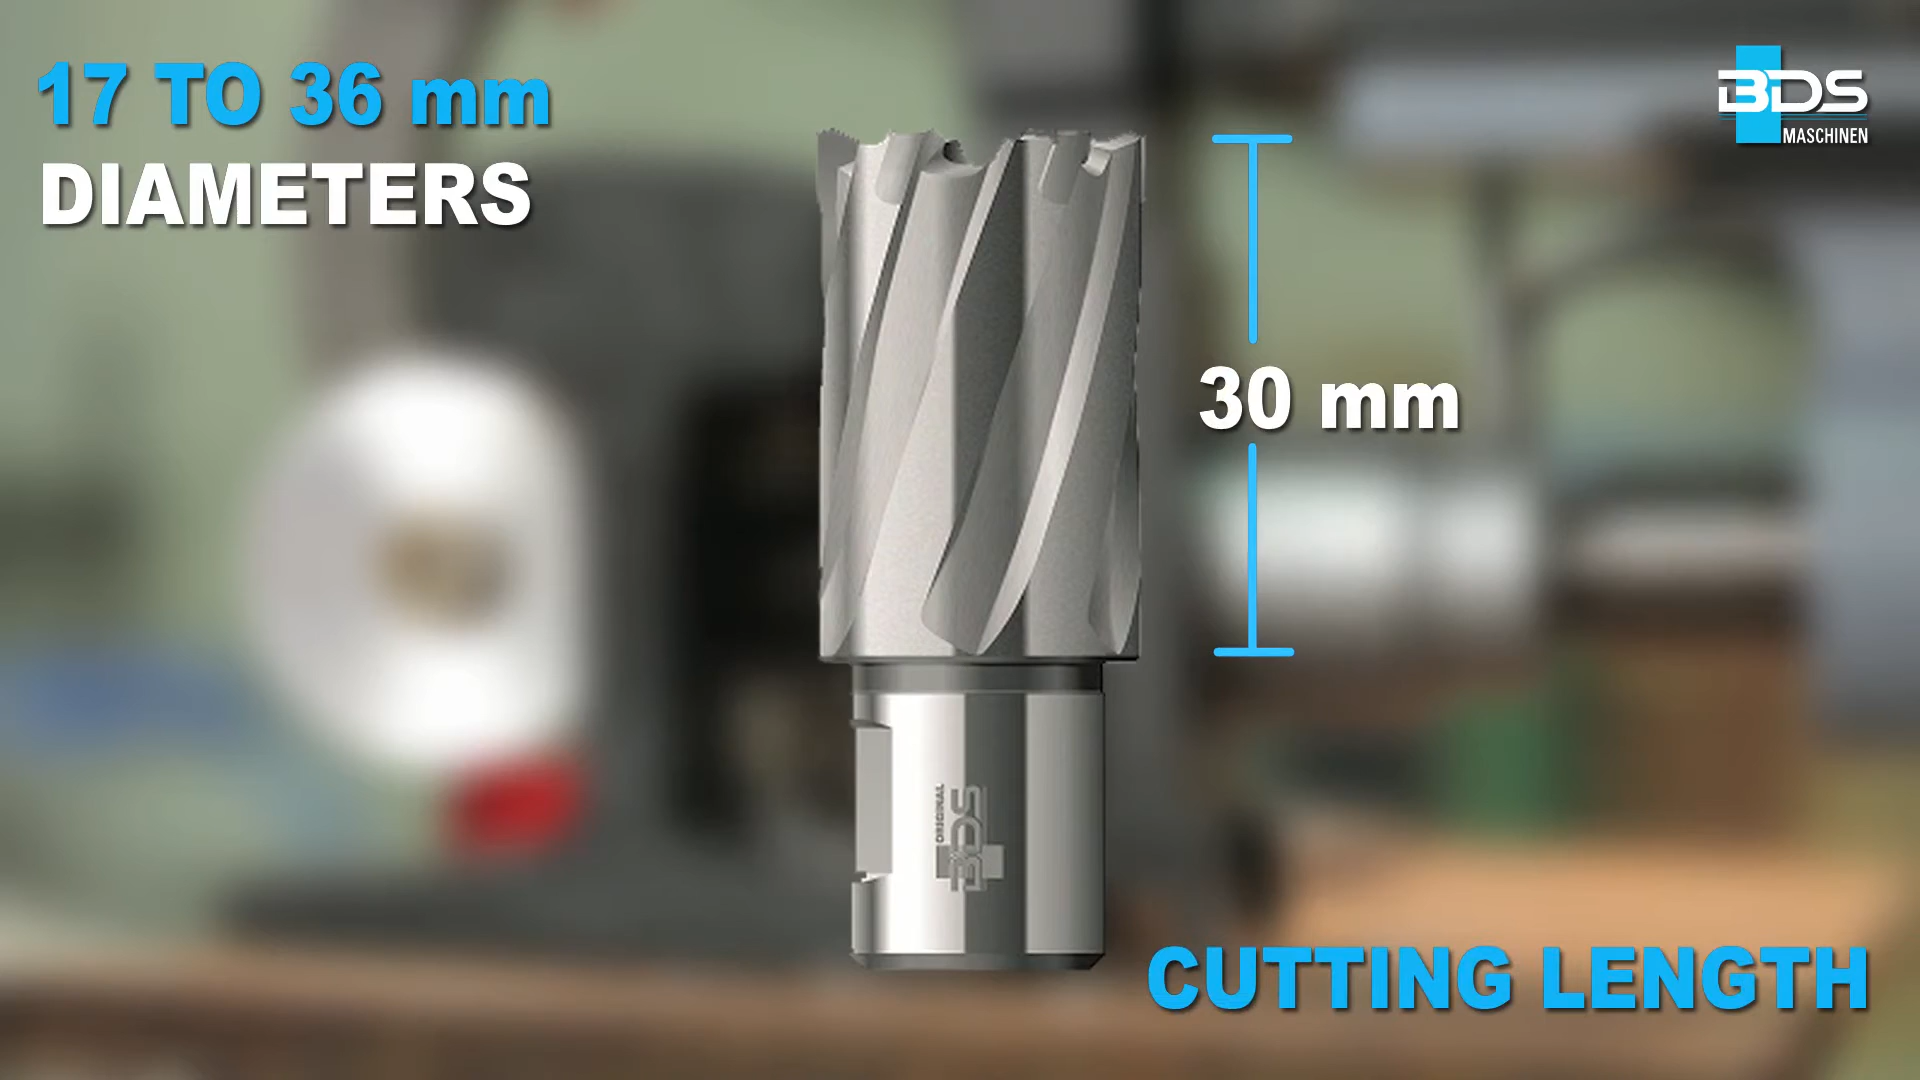 17 TO 36 mm
DIAMETERS
BDS
MASCHINEN
30 mm
ORIGINAL
BDS
CUTTING LENGTH